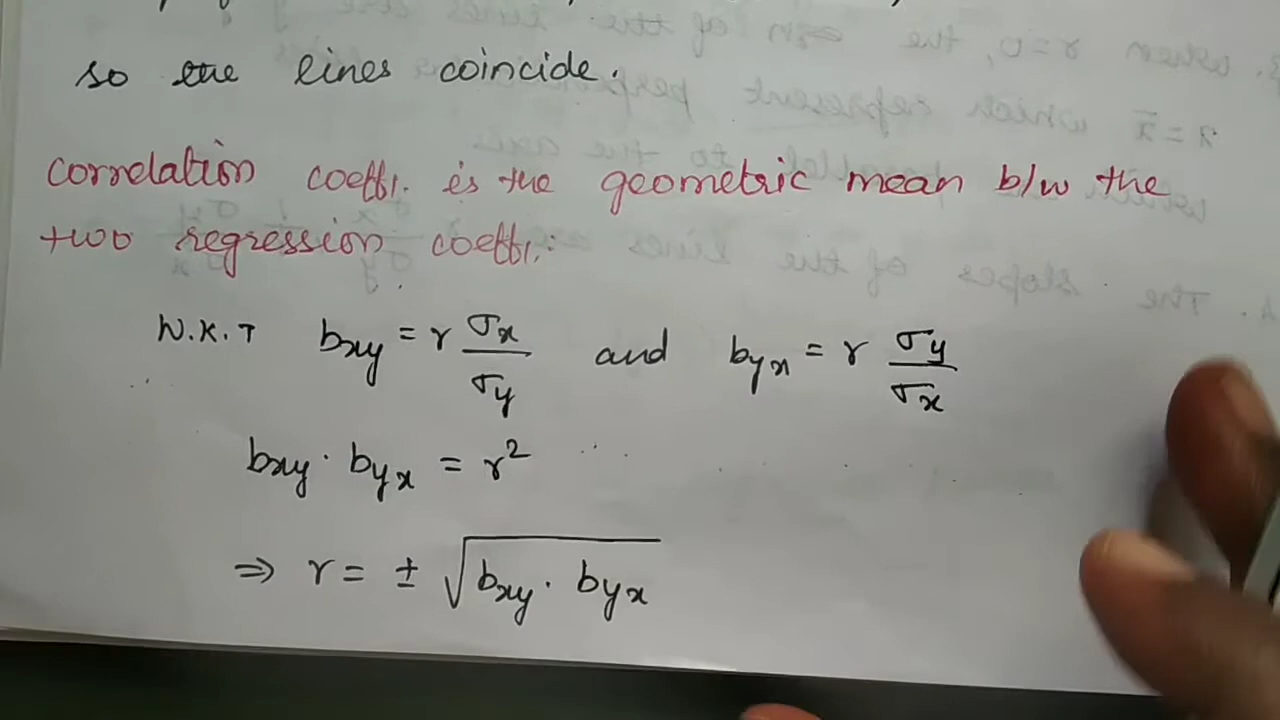 so the lines coincide.
correlation coeff. is the geometric mean b/w the
two regression coeff.:
W.K.T bxy = r σx/σy and byx = r σy/σx
bxy · byx = r²
⇒ r = ± √bxy · byx